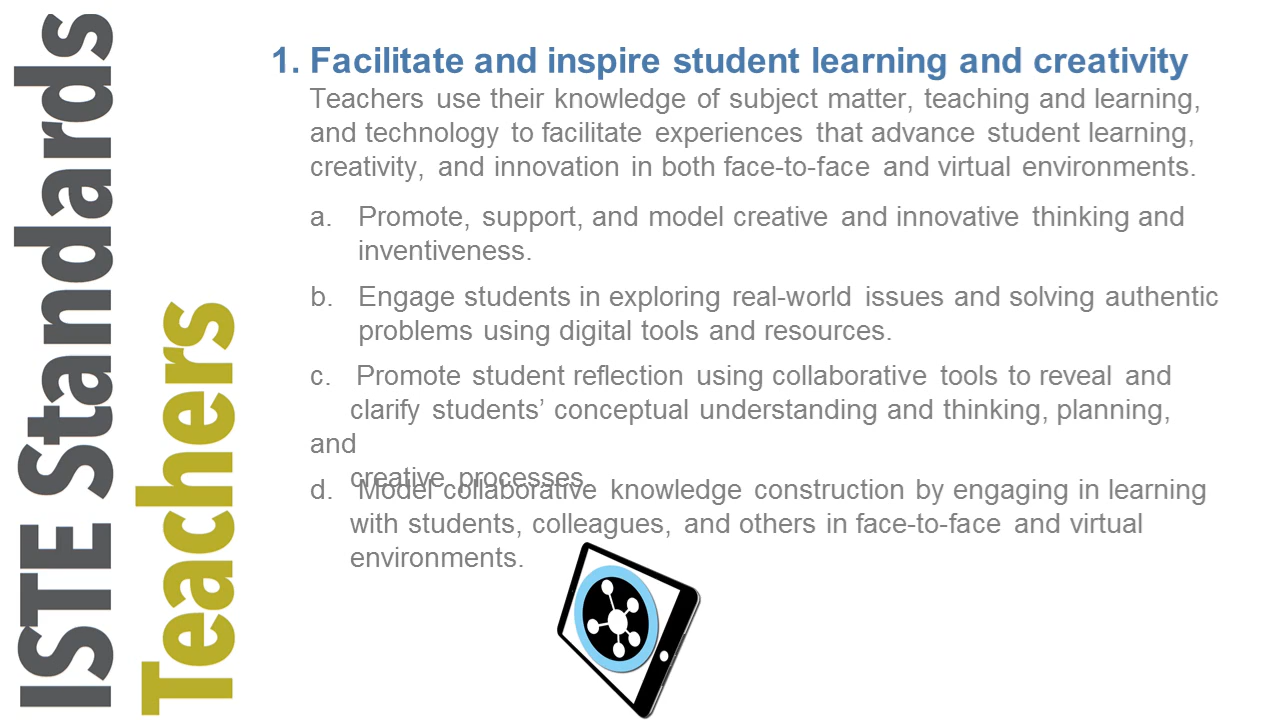 ISTE Standards
Teachers
1. Facilitate and inspire student learning and creativity
Teachers use their knowledge of subject matter, teaching and learning,
and technology to facilitate experiences that advance student learning,
creativity, and innovation in both face-to-face and virtual environments.
a. Promote, support, and model creative and innovative thinking and
inventiveness.
b. Engage students in exploring real-world issues and solving authentic
problems using digital tools and resources.
c. Promote student reflection using collaborative tools to reveal and
clarify students’ conceptual understanding and thinking, planning,
and
creative processes.
d. Model collaborative knowledge construction by engaging in learning
with students, colleagues, and others in face-to-face and virtual
environments.